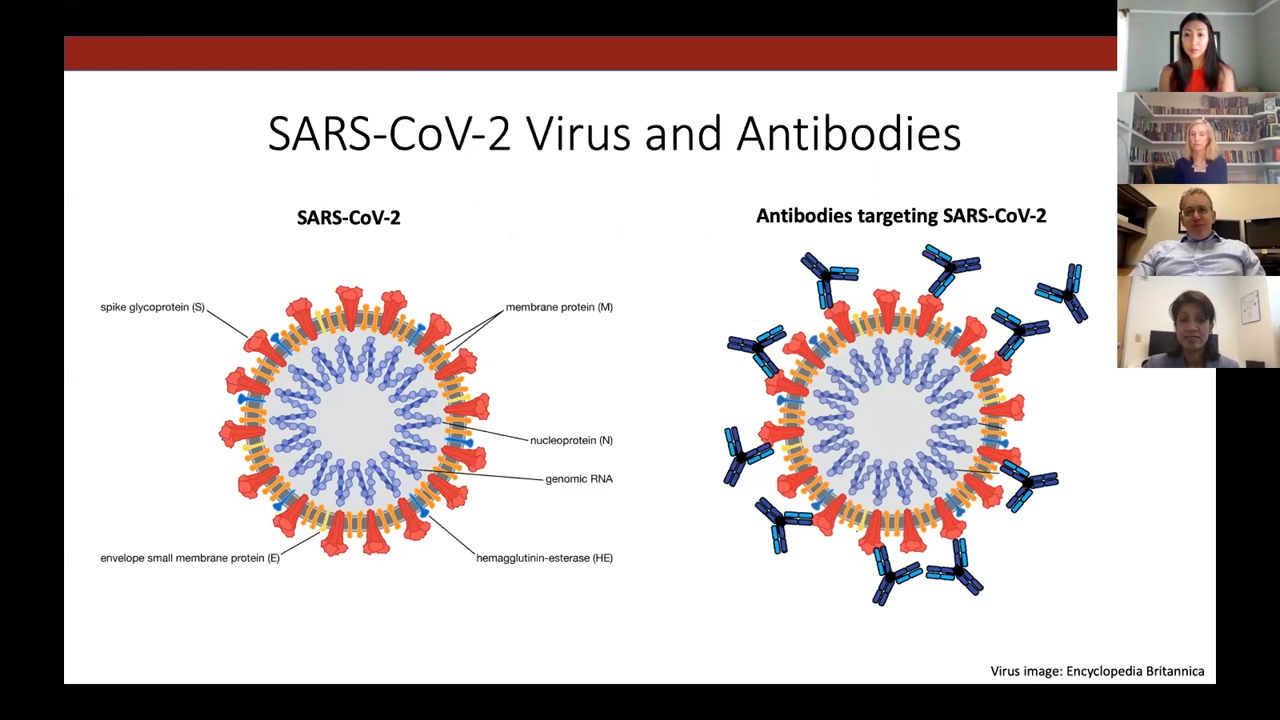 SARS-CoV-2 Virus and Antibodies
SARS-CoV-2
Antibodies targeting SARS-CoV-2
spike glycoprotein (S)
membrane protein (M)
nucleoprotein (N)
genomic RNA
envelope small membrane protein (E)
hemagglutinin-esterase (HE)
Virus image: Encyclopedia Britannica